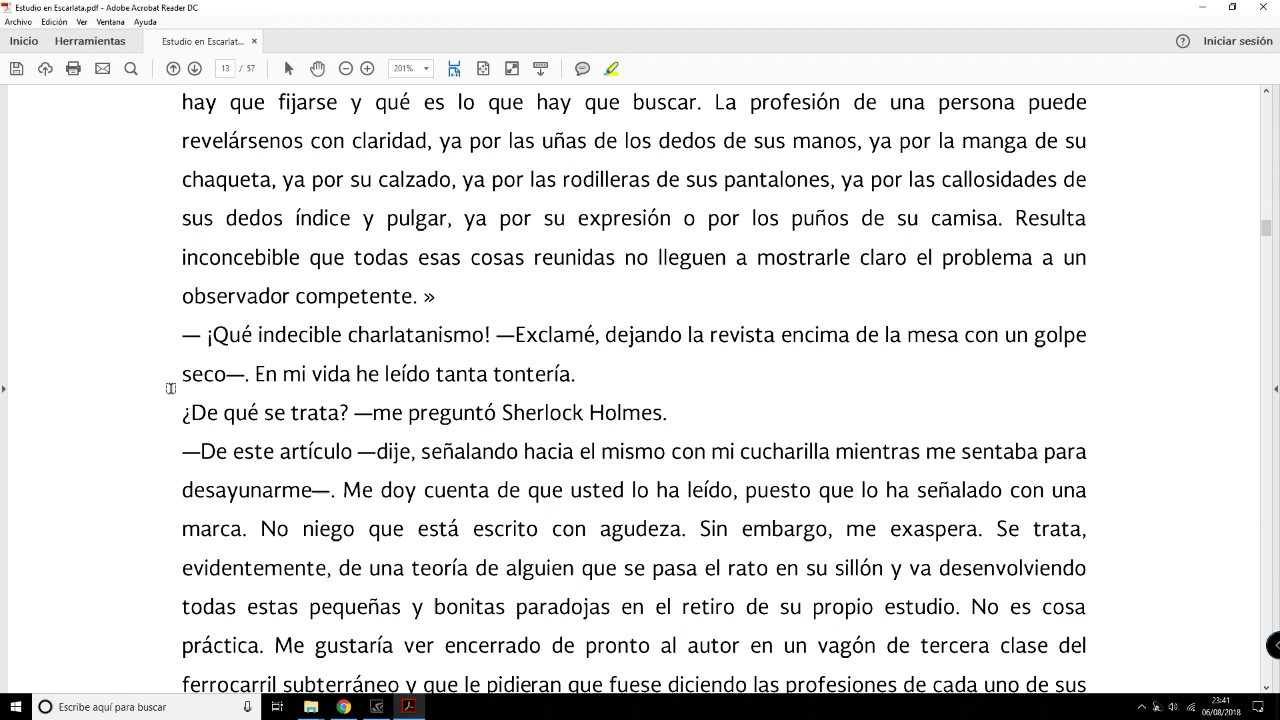 Estudio en Escarlata.pdf - Adobe Acrobat Reader DC
Archivo Edición Ver Ventana Ayuda
Inicio Herramientas Estudio en Escarlat... × Iniciar sesión
13 / 57 201%
hay que fijarse y qué es lo que hay que buscar. La profesión de una persona puede
revelársenos con claridad, ya por las uñas de los dedos de sus manos, ya por la manga de su
chaqueta, ya por su calzado, ya por las rodilleras de sus pantalones, ya por las callosidades de
sus dedos índice y pulgar, ya por su expresión o por los puños de su camisa. Resulta
inconcebible que todas esas cosas reunidas no lleguen a mostrarle claro el problema a un
observador competente. »
— ¡Qué indecible charlatanismo! —Exclamé, dejando la revista encima de la mesa con un golpe
seco—. En mi vida he leído tanta tontería.
¿De qué se trata? —me preguntó Sherlock Holmes.
—De este artículo —dije, señalando hacia el mismo con mi cucharilla mientras me sentaba para
desayunarme—. Me doy cuenta de que usted lo ha leído, puesto que lo ha señalado con una
marca. No niego que está escrito con agudeza. Sin embargo, me exaspera. Se trata,
evidentemente, de una teoría de alguien que se pasa el rato en su sillón y va desenvolviendo
todas estas pequeñas y bonitas paradojas en el retiro de su propio estudio. No es cosa
práctica. Me gustaría ver encerrado de pronto al autor en un vagón de tercera clase del
ferrocarril subterráneo y que le pidieran que fuese diciendo las profesiones de cada uno de sus
Escribe aquí para buscar
23:41
06/08/2018